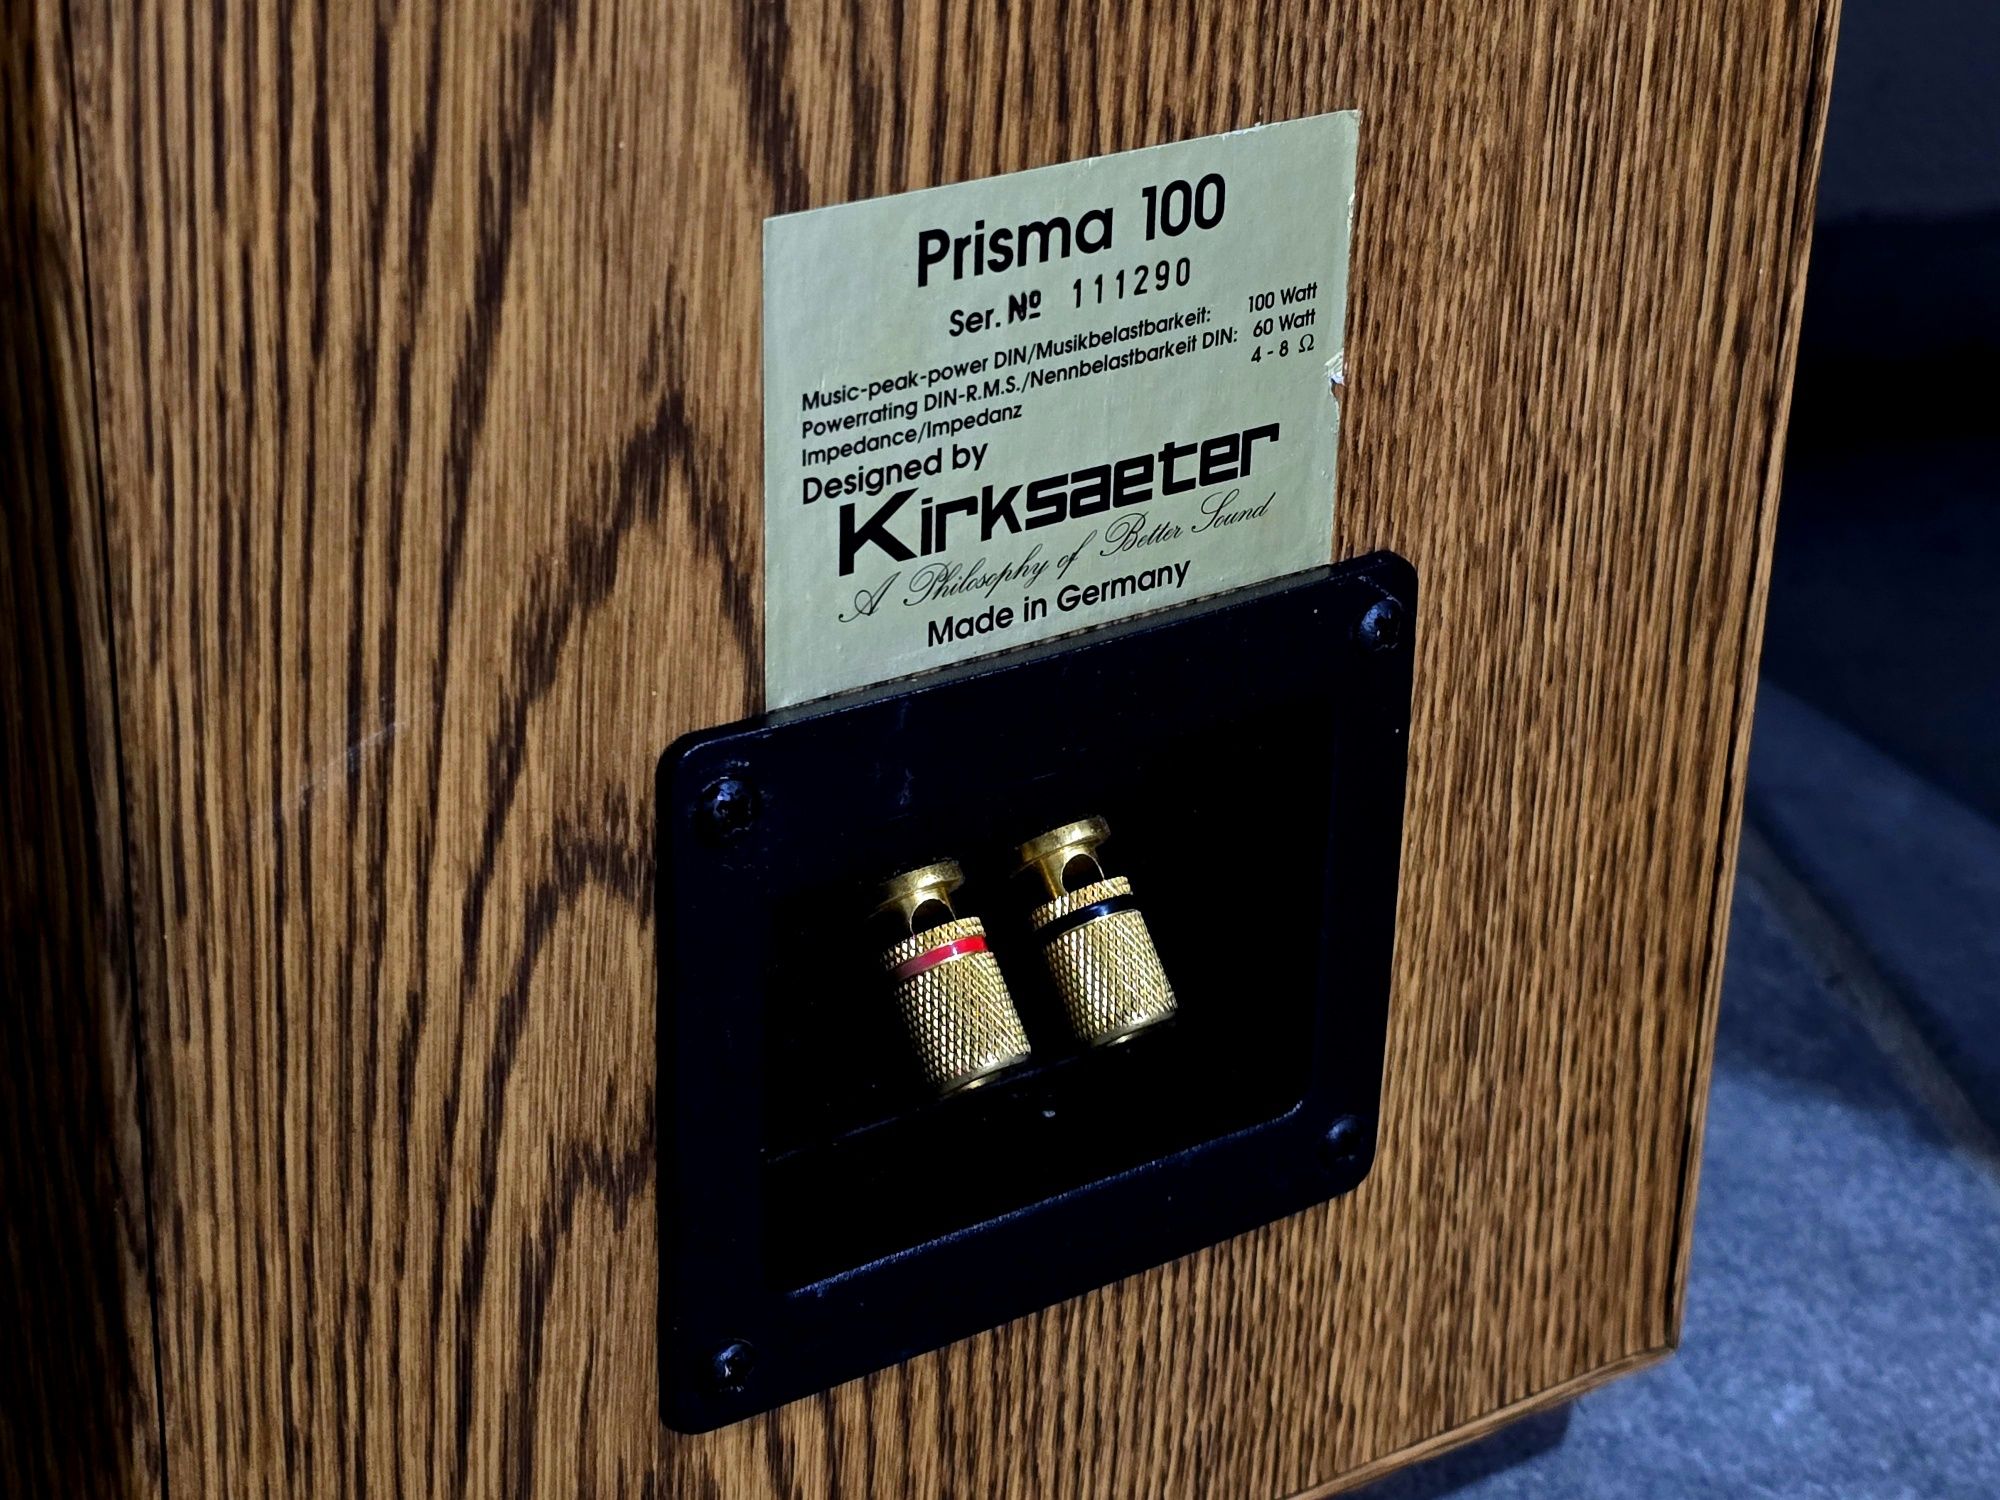 Prisma 100
Ser. № 111290
Music-peak-power DIN/Musikbelastbarkeit: 100 Watt
Powerrating DIN-R.M.S./Nennbelastbarkeit DIN: 60 Watt
Impedance/Impedanz 4 - 8 Ω
Designed by
Kirksaeter
A Philosophy of Better Sound
Made in Germany